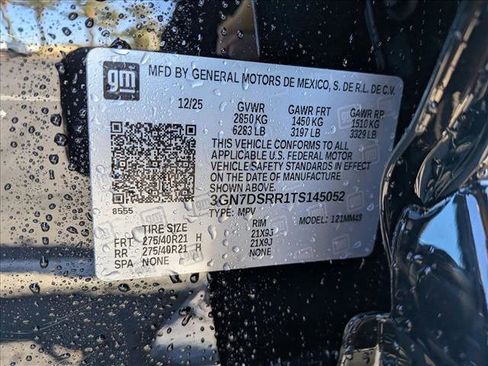 gm
MFD BY GENERAL MOTORS DE MEXICO, S. DE R.L. DE C.V.
12/25 GVWR GAWR FRT GAWR RR
2850 KG 1450 KG 1510 KG
6283 LB 3197 LB 3329 LB
THIS VEHICLE CONFORMS TO ALL
APPLICABLE U.S. FEDERAL MOTOR
VEHICLE SAFETY STANDARDS IN EFFECT
ON THE DATE OF MANUFACTURE SHOWN ABOVE.
3GN7DSRR1TS145052
8555 TYPE: MPV MODEL: 121MM48
TIRE SIZE RIM
FRT 275/40R21 H 21X9J
RR 275/40R21 H 21X9J
SPA NONE NONE